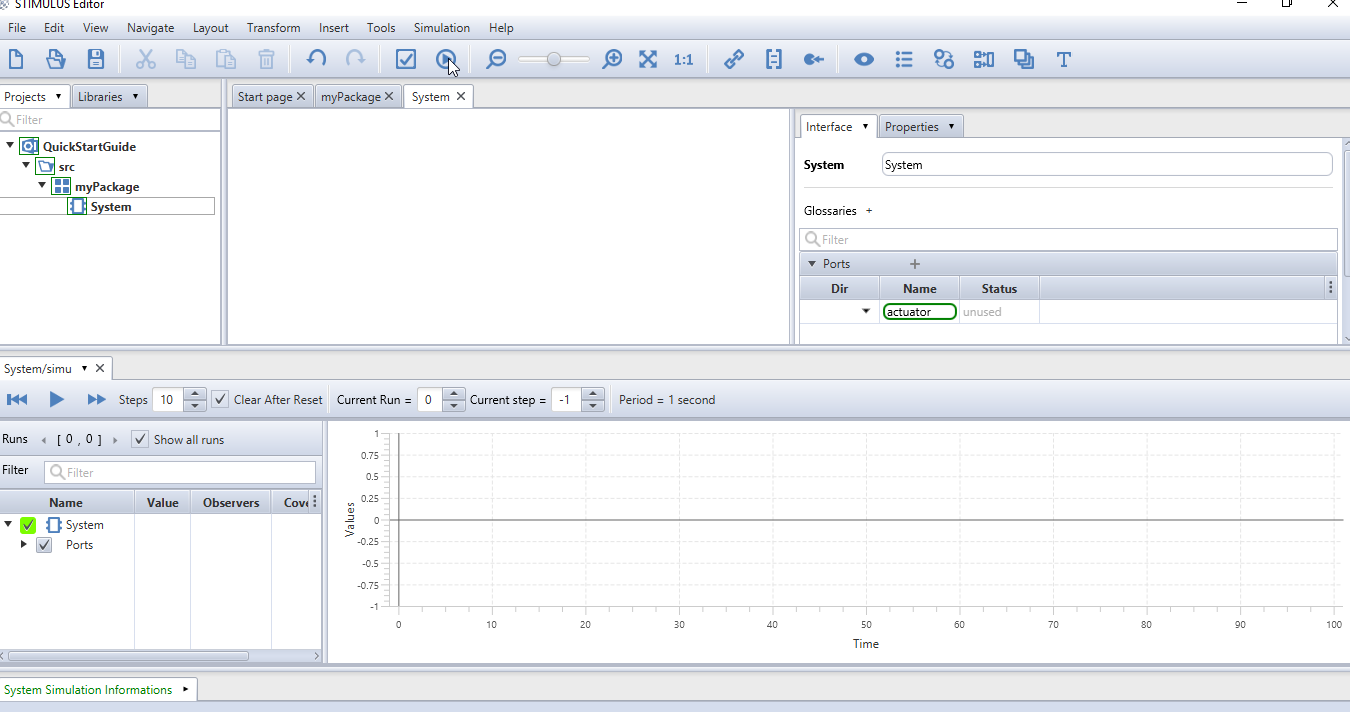 STIMULUS Editor
File Edit View Navigate Layout Transform Insert Tools Simulation Help
1:1 T
Projects Libraries
Filter
QuickStartGuide
src
myPackage
System
Start page myPackage System
Interface Properties
System System
Glossaries +
Filter
Ports +
Dir Name Status
actuator unused
System/simu
Steps 10 Clear After Reset Current Run = 0 Current step = -1 Period = 1 second
Runs [ 0 , 0 ] Show all runs
Filter Filter
Name Value Observers Cove
System
Ports
Values
1
0.75
0.5
0.25
0
-0.25
-0.5
-0.75
-1
0 10 20 30 40 50 60 70 80 90 100
Time
System Simulation Informations